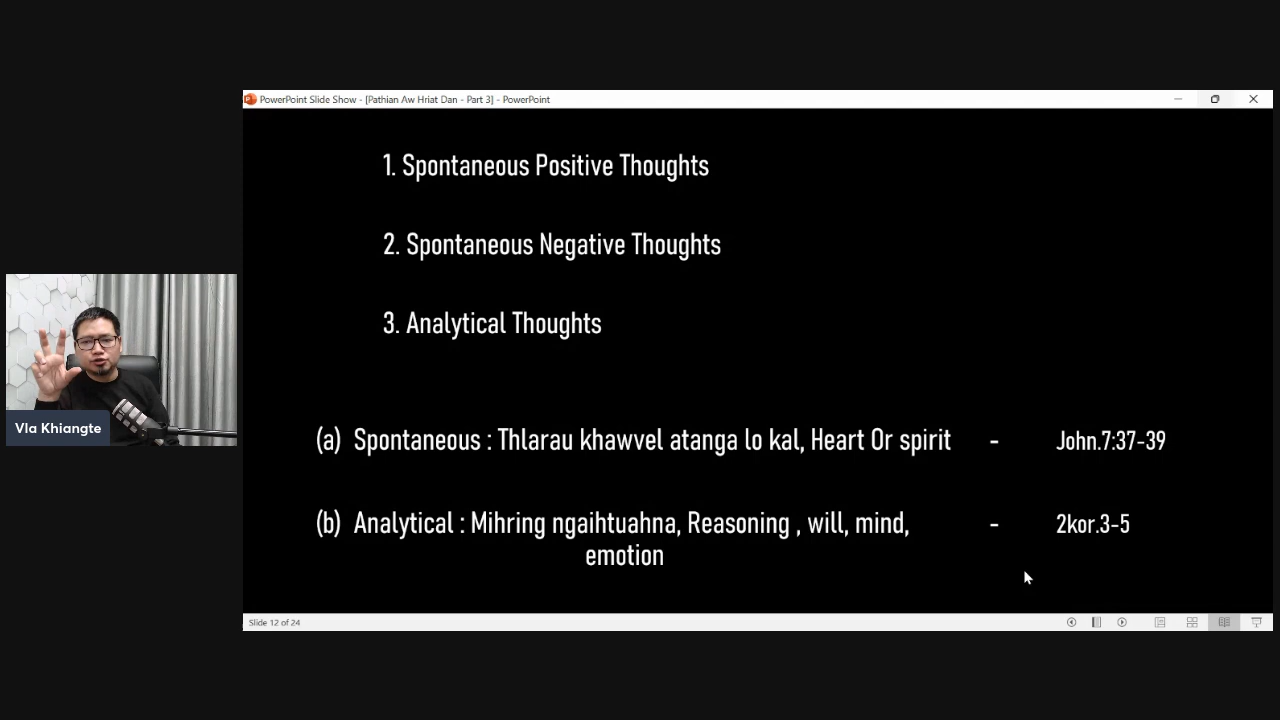 PowerPoint Slide Show - [Pathian Aw Hriat Dan - Part 3] - PowerPoint
1. Spontaneous Positive Thoughts
2. Spontaneous Negative Thoughts
3. Analytical Thoughts
Vla Khiangte
(a) Spontaneous : Thlarau khawvel atanga lo kal, Heart Or spirit - John.7:37-39
(b) Analytical : Mihring ngaihtuahna, Reasoning , will, mind, - 2kor.3-5
emotion
Slide 12 of 24